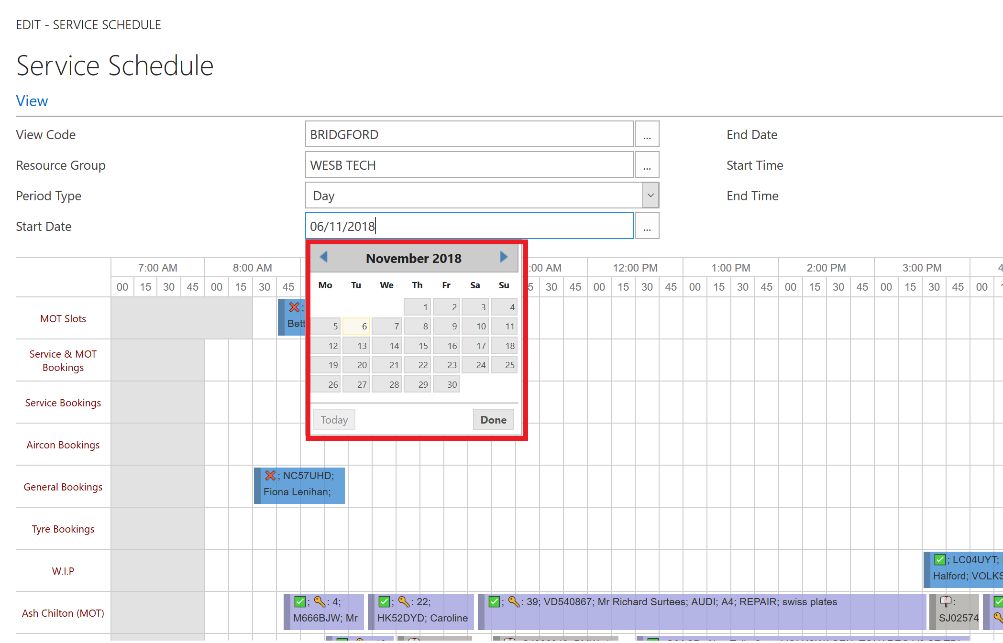 EDIT - SERVICE SCHEDULE
Service Schedule
View
View Code BRIDGFORD ... End Date
Resource Group WESB TECH ... Start Time
Period Type Day End Time
Start Date 06/11/2018 ...
November 2018
Mo Tu We Th Fr Sa Su
1 2 3 4
5 6 7 8 9 10 11
12 13 14 15 16 17 18
19 20 21 22 23 24 25
26 27 28 29 30
Today Done
7:00 AM 8:00 AM :00 AM 12:00 PM 1:00 PM 2:00 PM 3:00 PM 4
00 15 30 45 00 15 30 45 5 30 45 00 15 30 45 00 15 30 45 00 15 30 45 00 15 30 45 00
MOT Slots
❌;
Bett
Service & MOT
Bookings
Service Bookings
Aircon Bookings
General Bookings
❌; NC57UHD;
Fiona Lenihan;
Tyre Bookings
W.I.P
✅; LC04UYT;
Halford; VOLKS
Ash Chilton (MOT)
✅; 🔑: 4;
M666BJW; Mr
✅; 🔑: 22;
HK52DYD; Caroline
✅; 🔑: 39; VD540867; Mr Richard Surtees; AUDI; A4; REPAIR; swiss plates
SJ02574